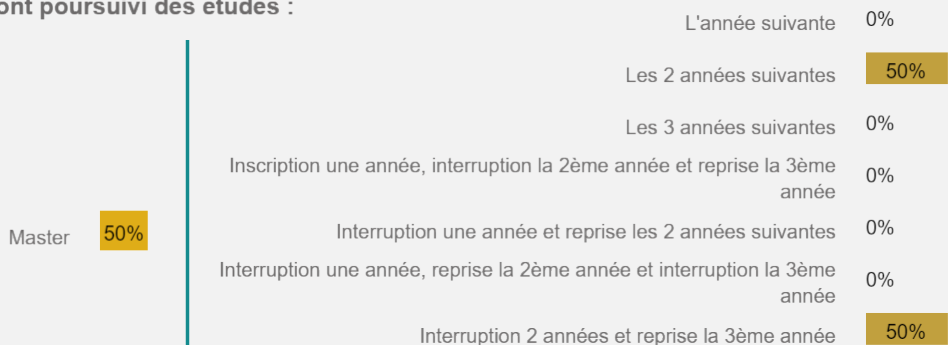 ont poursuivi des études :
L'année suivante 0%
Les 2 années suivantes 50%
Les 3 années suivantes 0%
Inscription une année, interruption la 2ème année et reprise la 3ème
année
0%
Master 50%
Interruption une année et reprise les 2 années suivantes 0%
Interruption une année, reprise la 2ème année et interruption la 3ème
année
0%
Interruption 2 années et reprise la 3ème année 50%